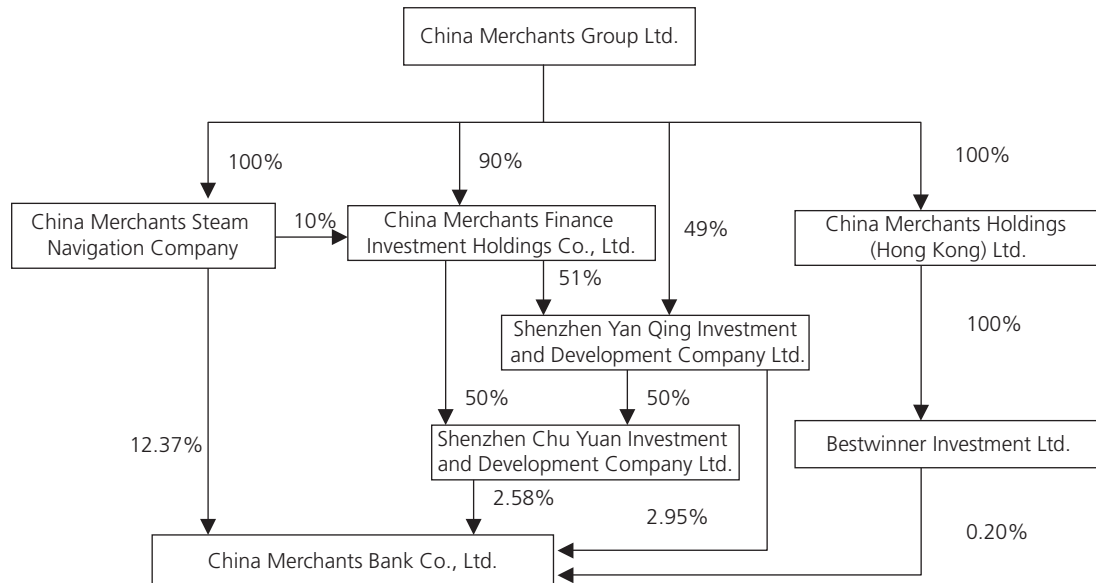 China Merchants Group Ltd.
100%
90%
49%
100%
China Merchants Steam
Navigation Company
10%
China Merchants Finance
Investment Holdings Co., Ltd.
China Merchants Holdings
(Hong Kong) Ltd.
51%
100%
Shenzhen Yan Qing Investment
and Development Company Ltd.
50%
50%
12.37%
Shenzhen Chu Yuan Investment
and Development Company Ltd.
Bestwinner Investment Ltd.
2.58%
2.95%
0.20%
China Merchants Bank Co., Ltd.